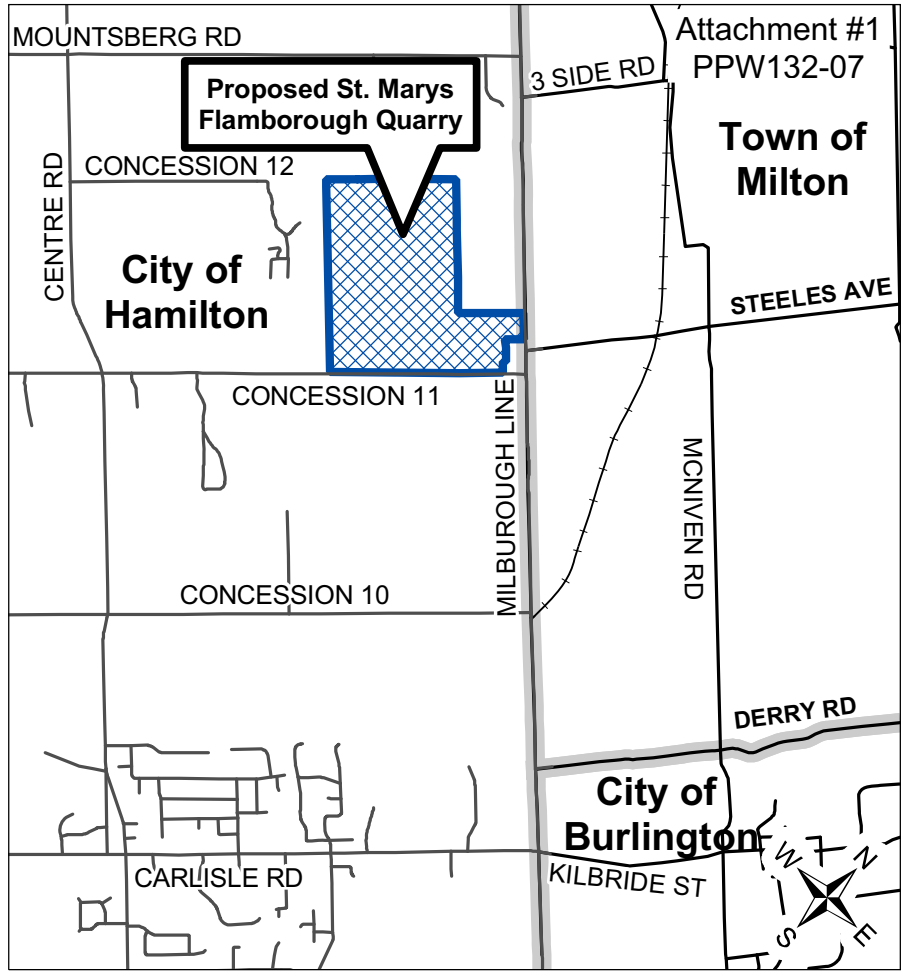 MOUNTSBERG RD
Attachment #1
PPW132-07
3 SIDE RD
Proposed St. Marys
Flamborough Quarry
Town of
Milton
CONCESSION 12
CENTRE RD
City of
Hamilton
STEELES AVE
CONCESSION 11
MILBUROUGH LINE
MCNIVEN RD
CONCESSION 10
DERRY RD
City of
Burlington
CARLISLE RD
KILBRIDE ST
W
N
S
E